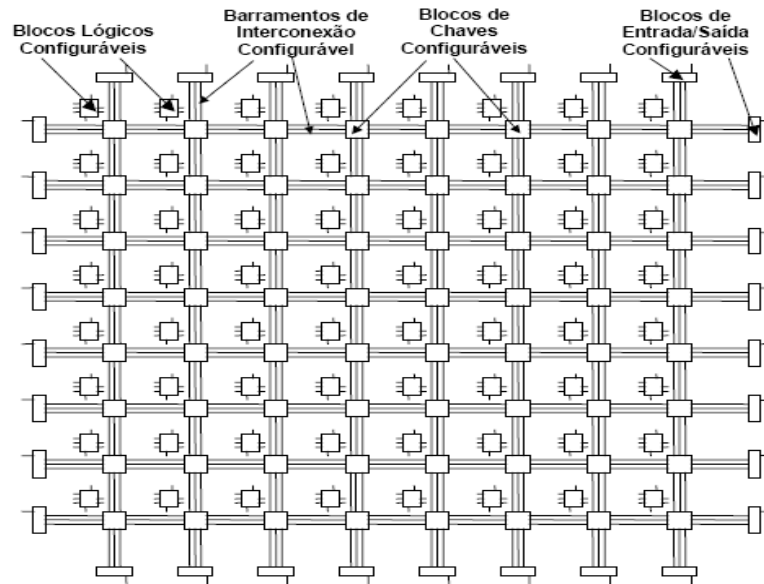 Blocos Lógicos
Configuráveis
Barramentos de
Interconexão
Configurável
Blocos de
Chaves
Configuráveis
Blocos de
Entrada/Saída
Configuráveis